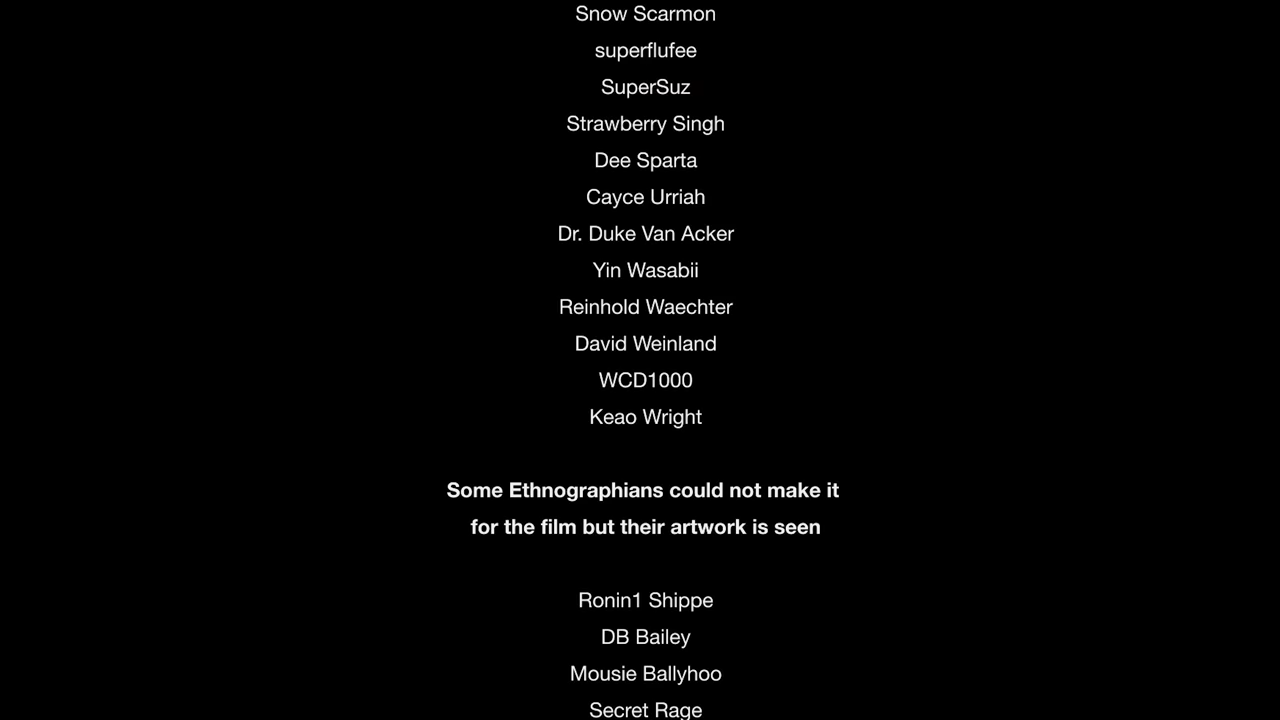 Snow Scarmon
superflufee
SuperSuz
Strawberry Singh
Dee Sparta
Cayce Urriah
Dr. Duke Van Acker
Yin Wasabii
Reinhold Waechter
David Weinland
WCD1000
Keao Wright
Some Ethnographians could not make it
for the film but their artwork is seen
Ronin1 Shippe
DB Bailey
Mousie Ballyhoo
Secret Rage